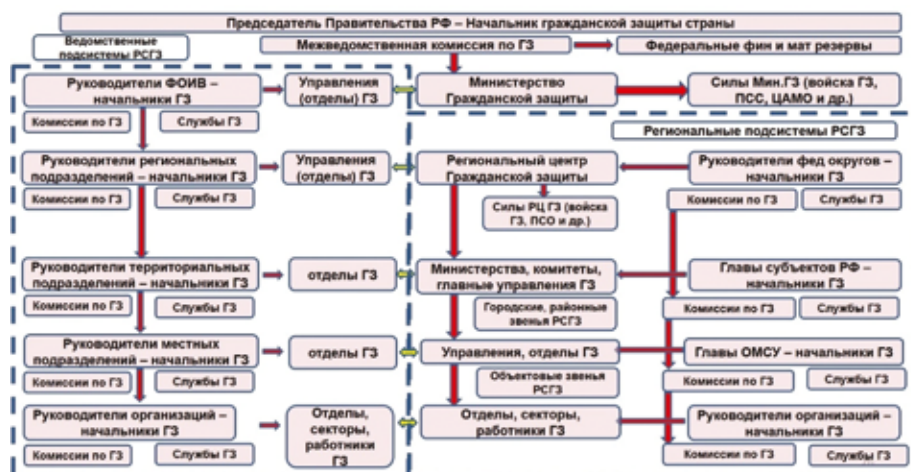 Председатель Правительства РФ – Начальник гражданской защиты страны
Ведомственные
подсистемы РСГЗ
Межведомственная комиссия по ГЗ
Федеральные фин и мат резервы
Руководители ФОИВ –
начальники ГЗ
Управления
(отделы) ГЗ
Министерство
Гражданской защиты
Силы Мин.ГЗ (войска ГЗ,
ПСС, ЦАМО и др.)
Комиссии по ГЗ
Службы ГЗ
Региональные подсистемы РСГЗ
Руководители региональных
подразделений – начальники ГЗ
Управления
(отделы) ГЗ
Региональный центр
Гражданской защиты
Руководители фед округов –
начальники ГЗ
Комиссии по ГЗ
Службы ГЗ
Силы РЦ ГЗ (войска
ГЗ, ПСО и др.)
Комиссии по ГЗ
Службы ГЗ
Руководители территориальных
подразделений – начальники ГЗ
отделы ГЗ
Министерства, комитеты,
главные управления ГЗ
Главы субъектов РФ –
начальники ГЗ
Комиссии по ГЗ
Службы ГЗ
Городские, районные
звенья РСГЗ
Комиссии по ГЗ
Службы ГЗ
Руководители местных
подразделений – начальники ГЗ
отделы ГЗ
Управления, отделы ГЗ
Главы ОМСУ – начальники ГЗ
Комиссии по ГЗ
Службы ГЗ
Объектовые звенья
РСГЗ
Комиссии по ГЗ
Службы ГЗ
Руководители организаций –
начальники ГЗ
Отделы,
секторы,
работники
ГЗ
Отделы, секторы,
работники ГЗ
Руководители организаций –
начальники ГЗ
Комиссии по ГЗ
Службы ГЗ
Комиссии по ГЗ
Службы ГЗ